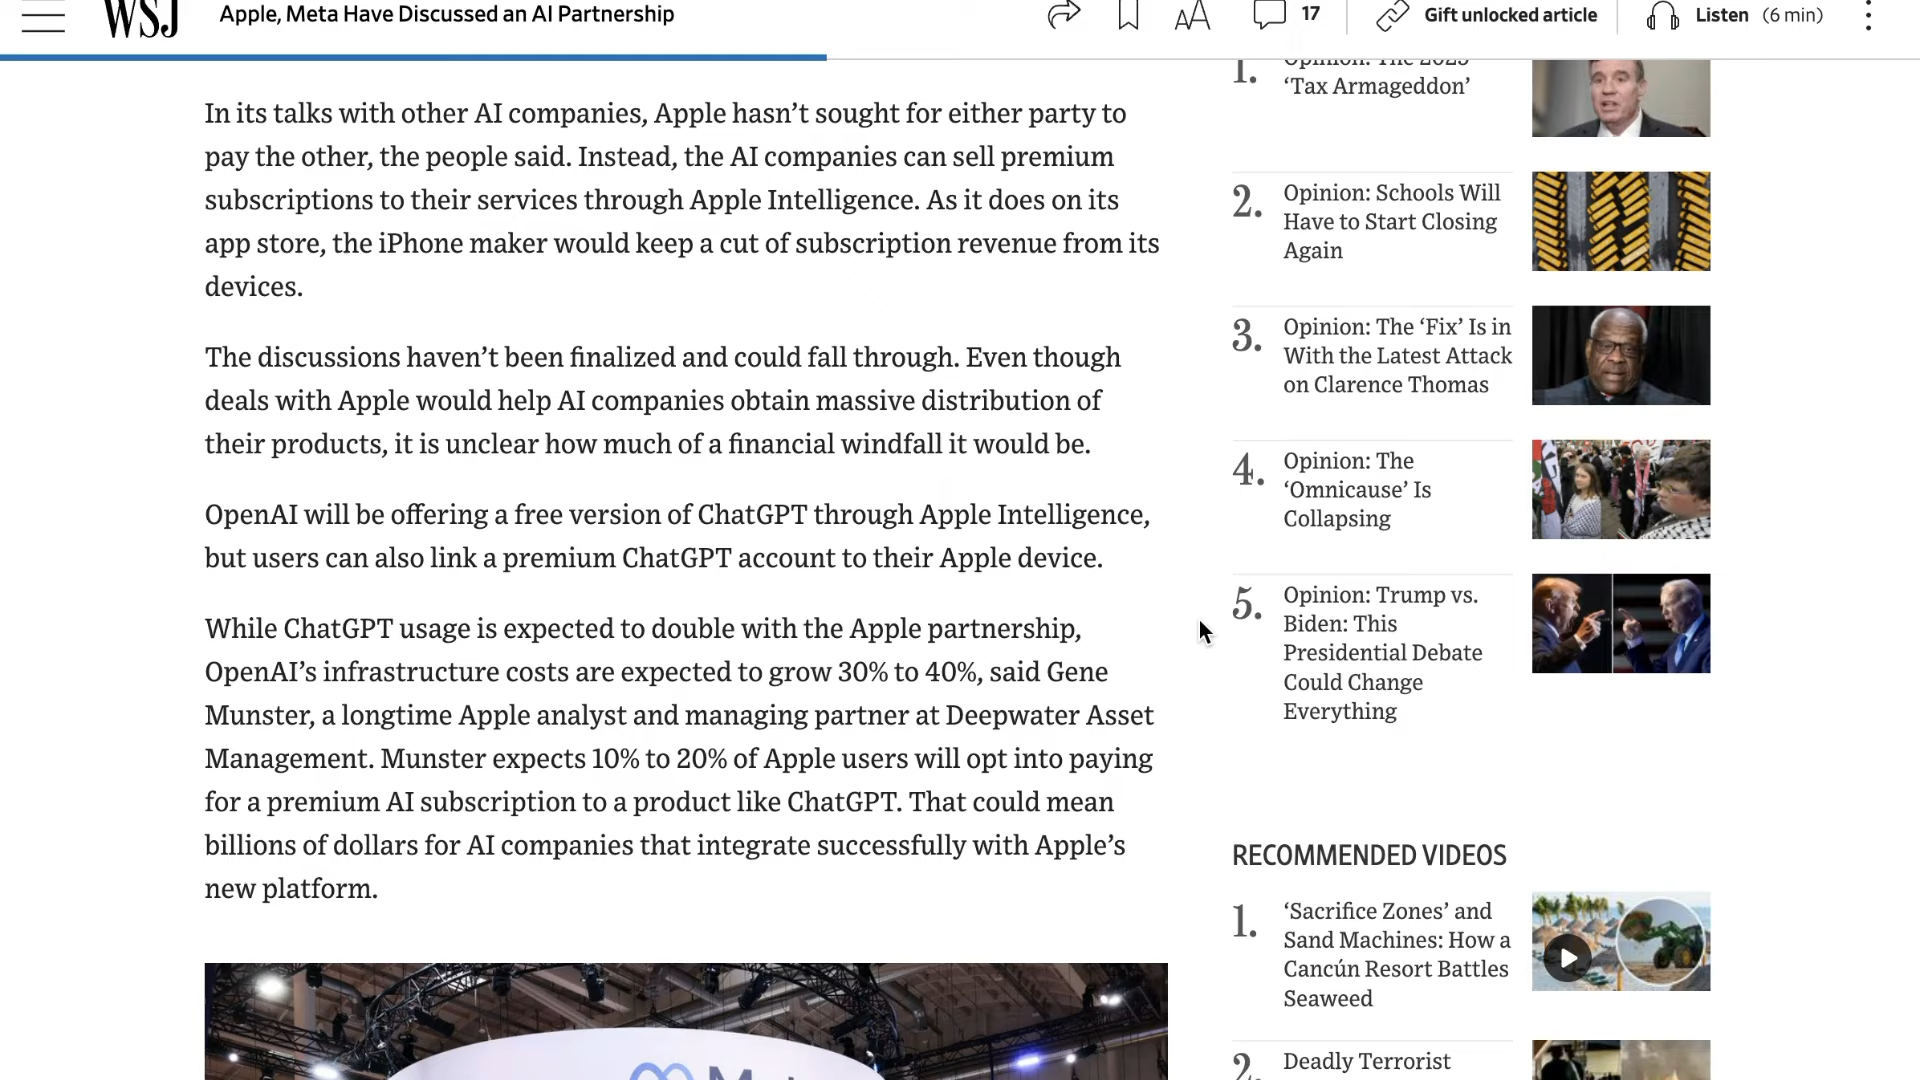 WSJ
Apple, Meta Have Discussed an AI Partnership
AA
17
Gift unlocked article
Listen (6 min)
In its talks with other AI companies, Apple hasn’t sought for either party to
pay the other, the people said. Instead, the AI companies can sell premium
subscriptions to their services through Apple Intelligence. As it does on its
app store, the iPhone maker would keep a cut of subscription revenue from its
devices.
The discussions haven’t been finalized and could fall through. Even though
deals with Apple would help AI companies obtain massive distribution of
their products, it is unclear how much of a financial windfall it would be.
OpenAI will be offering a free version of ChatGPT through Apple Intelligence,
but users can also link a premium ChatGPT account to their Apple device.
While ChatGPT usage is expected to double with the Apple partnership,
OpenAI’s infrastructure costs are expected to grow 30% to 40%, said Gene
Munster, a longtime Apple analyst and managing partner at Deepwater Asset
Management. Munster expects 10% to 20% of Apple users will opt into paying
for a premium AI subscription to a product like ChatGPT. That could mean
billions of dollars for AI companies that integrate successfully with Apple’s
new platform.
1.
Opinion: The 2025
‘Tax Armageddon’
2.
Opinion: Schools Will
Have to Start Closing
Again
3.
Opinion: The ‘Fix’ Is in
With the Latest Attack
on Clarence Thomas
4.
Opinion: The
‘Omnicause’ Is
Collapsing
5.
Opinion: Trump vs.
Biden: This
Presidential Debate
Could Change
Everything
RECOMMENDED VIDEOS
1.
‘Sacrifice Zones’ and
Sand Machines: How a
Cancún Resort Battles
Seaweed
2.
Deadly Terrorist